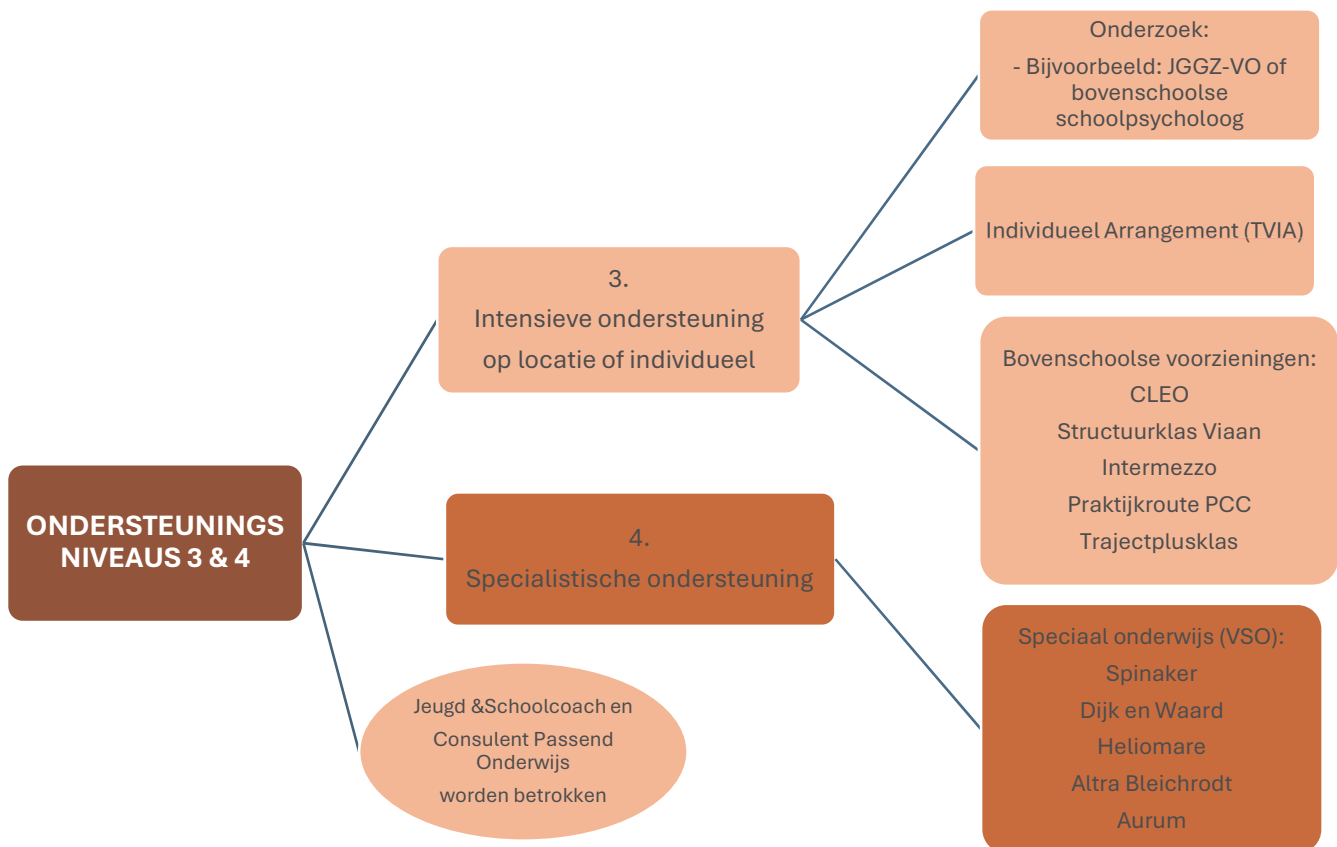 ONDERSTEUNINGS
NIVEAUS 3 & 4
3.
Intensieve ondersteuning
op locatie of individueel
4.
Specialistische ondersteuning
Jeugd &Schoolcoach en
Consulent Passend
Onderwijs
worden betrokken
Onderzoek:
- Bijvoorbeeld: JGGZ-VO of
bovenschoolse
schoolpsycholoog
Individueel Arrangement (TVIA)
Bovenschoolse voorzieningen:
CLEO
Structuurklas Viaan
Intermezzo
Praktijkroute PCC
Trajectplusklas
Speciaal onderwijs (VSO):
Spinaker
Dijk en Waard
Heliomare
Altra Bleichrodt
Aurum